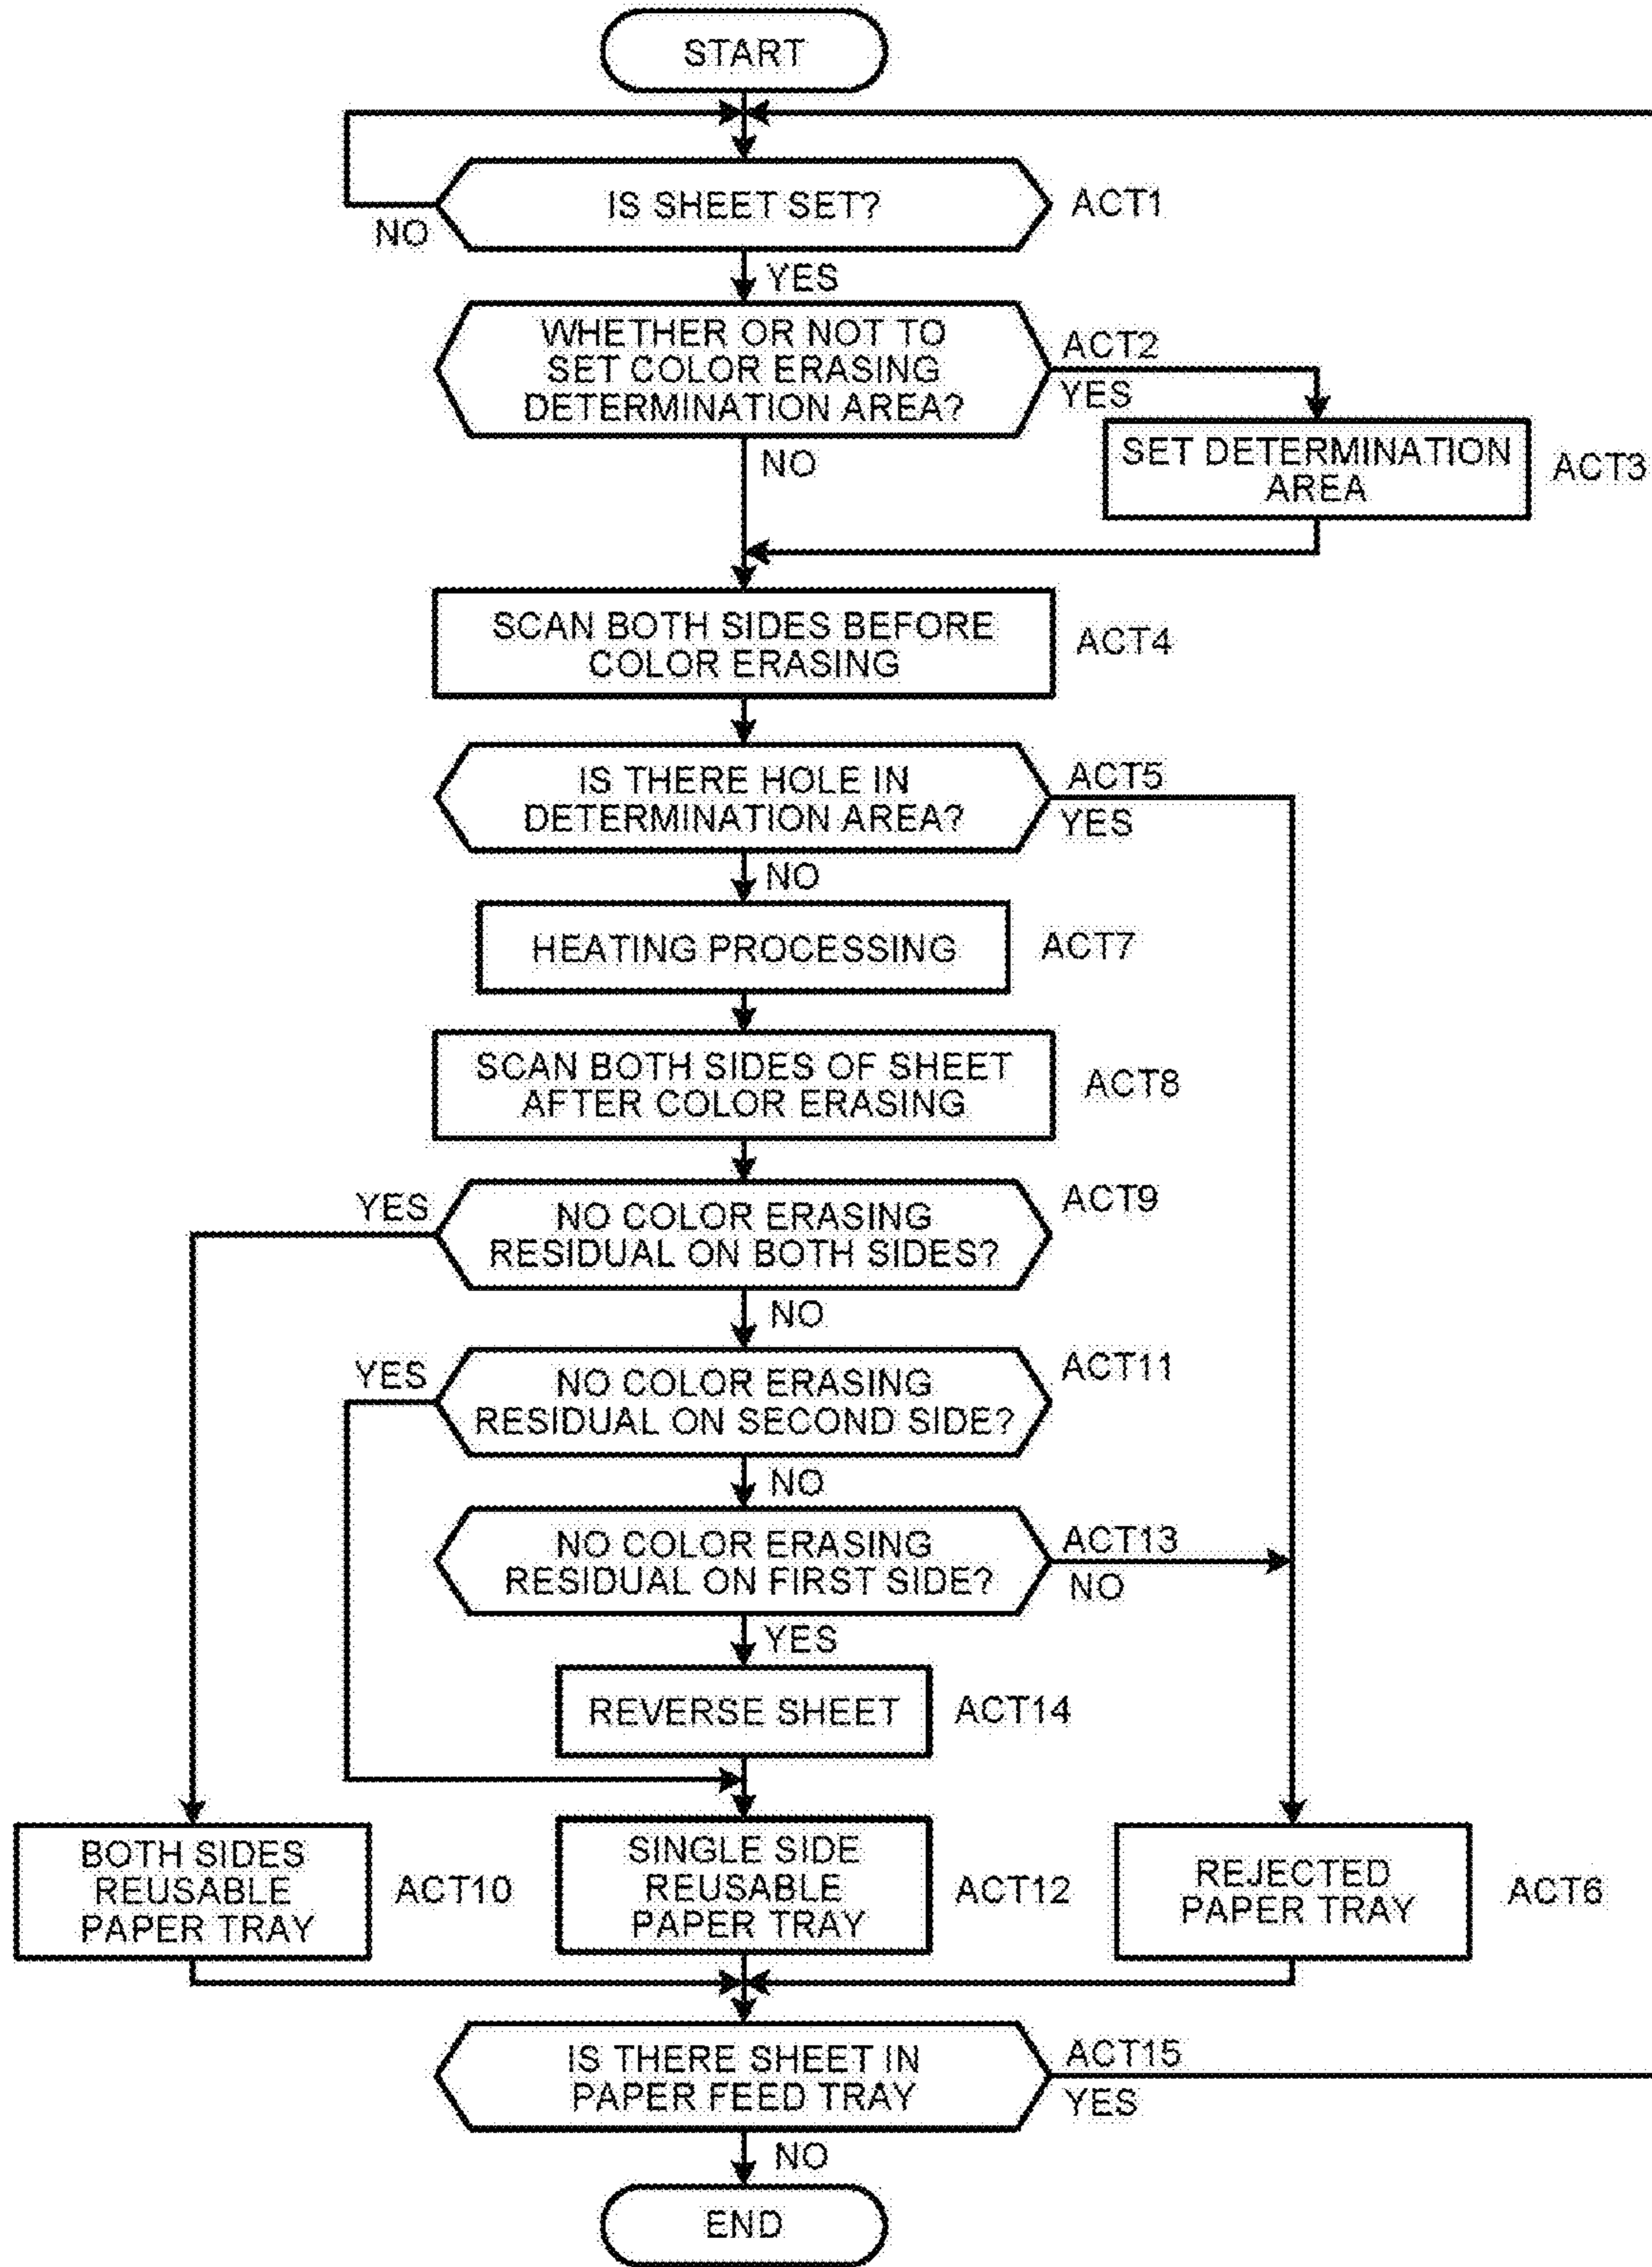 START
IS SHEET SET?
ACT1
NO
YES
WHETHER OR NOT TO
SET COLOR ERASING
DETERMINATION AREA?
ACT2
YES
NO
SET DETERMINATION
AREA
ACT3
SCAN BOTH SIDES BEFORE
COLOR ERASING
ACT4
IS THERE HOLE IN
DETERMINATION AREA?
ACT5
YES
NO
HEATING PROCESSING
ACT7
SCAN BOTH SIDES OF SHEET
AFTER COLOR ERASING
ACT8
YES
NO COLOR ERASING
RESIDUAL ON BOTH SIDES?
ACT9
NO
YES
NO COLOR ERASING
RESIDUAL ON SECOND SIDE?
ACT11
NO
NO COLOR ERASING
RESIDUAL ON FIRST SIDE?
ACT13
NO
YES
REVERSE SHEET
ACT14
BOTH SIDES
REUSABLE
PAPER TRAY
ACT10
SINGLE SIDE
REUSABLE
PAPER TRAY
ACT12
REJECTED
PAPER TRAY
ACT6
IS THERE SHEET IN
PAPER FEED TRAY
ACT15
YES
NO
END